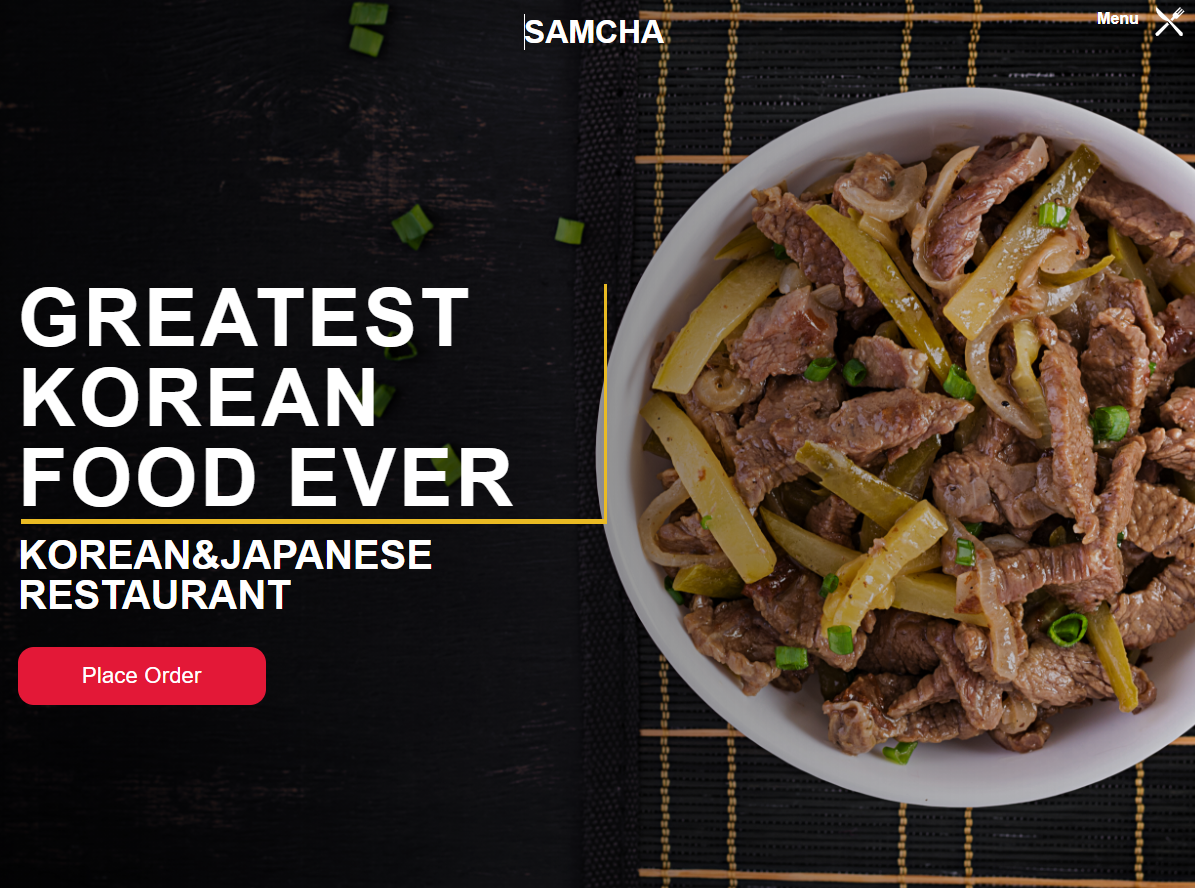 SAMCHA
Menu
GREATEST
KOREAN
FOOD EVER
KOREAN&JAPANESE
RESTAURANT
Place Order